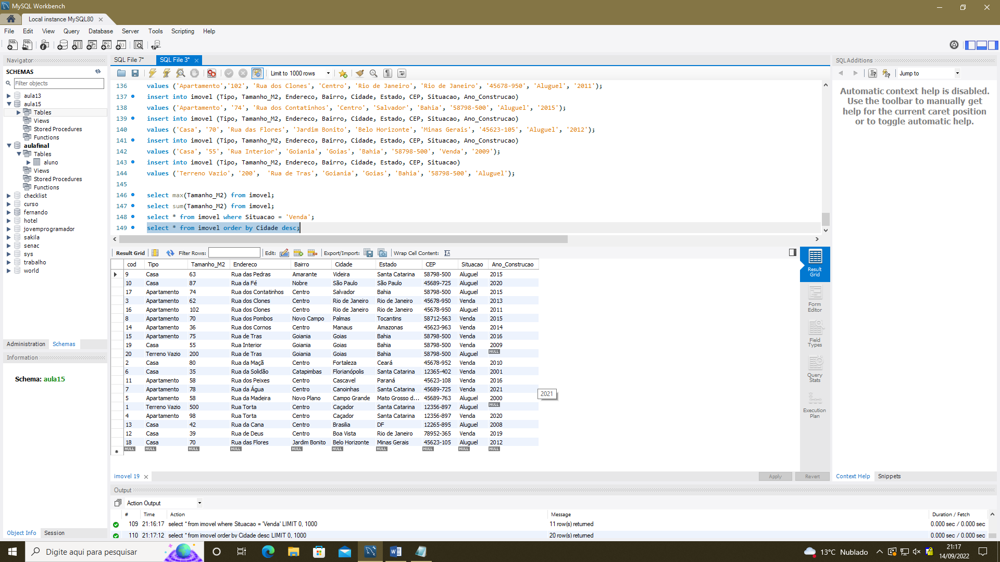 MySQL Workbench
Local instance MySQL80
File Edit View Query Database Server Tools Scripting Help
Navigator
SCHEMAS
Filter objects
aula13
aula15
Tables
Views
Stored Procedures
Functions
aulafinal
Tables
aluno
Views
Stored Procedures
Functions
checklist
curso
fernando
hotel
jovemprogramador
sakila
senac
sys
trabalho
world
Administration Schemas
Information
Schema: aula15
Object Info Session
SQL File 7* SQL File 3*
Limit to 1000 rows
136 values ('Apartamento','102', 'Rua dos Clones', 'Centro', 'Rio de Janeiro', 'Rio de Janeiro', '45678-950', 'Aluguel', '2011');
137 insert into imovel (Tipo, Tamanho_M2, Endereco, Bairro, Cidade, Estado, CEP, Situacao, Ano_Construcao)
138 values ('Apartamento', '74', 'Rua dos Contatinhos', 'Centro', 'Salvador', 'Bahia', '58798-500', 'Aluguel', '2015');
139 insert into imovel (Tipo, Tamanho_M2, Endereco, Bairro, Cidade, Estado, CEP, Situacao, Ano_Construcao)
140 values ('Casa', '70', 'Rua das Flores', 'Jardim Bonito', 'Belo Horizonte', 'Minas Gerais', '45623-105', 'Aluguel', '2012');
141 insert into imovel (Tipo, Tamanho_M2, Endereco, Bairro, Cidade, Estado, CEP, Situacao, Ano_Construcao)
142 values ('Casa', '55', 'Rua Interior', 'Goiania', 'Goias', 'Bahia', '58798-500', 'Venda', '2009');
143 insert into imovel (Tipo, Tamanho_M2, Endereco, Bairro, Cidade, Estado, CEP, Situacao)
144 values ('Terreno Vazio', '200', 'Rua de Tras', 'Goiania', 'Goias', 'Bahia', '58798-500', 'Aluguel');
145
146 select max(Tamanho_M2) from imovel;
147 select sum(Tamanho_M2) from imovel;
148 select * from imovel where Situacao = 'Venda';
149 select * from imovel order by Cidade desc;
Result Grid Filter Rows: Edit: Export/Import: Wrap Cell Content:
cod Tipo Tamanho_M2 Endereco Bairro Cidade Estado CEP Situacao Ano_Construcao
9 Casa 63 Rua das Pedras Amarante Videira Santa Catarina 58798-500 Aluguel 2015
10 Casa 87 Rua da Fé Nobre São Paulo São Paulo 45689-725 Aluguel 2020
17 Apartamento 74 Rua dos Contatinhos Centro Salvador Bahia 58798-500 Aluguel 2015
3 Apartamento 62 Rua dos Clones Centro Rio de Janeiro Rio de Janeiro 45678-950 Venda 2013
16 Apartamento 102 Rua dos Clones Centro Rio de Janeiro Rio de Janeiro 45678-950 Aluguel 2011
8 Apartamento 70 Rua dos Pombos Novo Campo Palmas Tocantins 58712-563 Venda 2015
14 Apartamento 36 Rua dos Cornos Centro Manaus Amazonas 45623-963 Venda 2014
15 Apartamento 75 Rua de Tras Goiania Goias Bahia 58798-500 Venda 2016
19 Casa 55 Rua Interior Goiania Goias Bahia 58798-500 Venda 2009
20 Terreno Vazio 200 Rua de Tras Goiania Goias Bahia 58798-500 Aluguel NULL
2 Casa 80 Rua da Maçã Centro Fortaleza Ceará 45678-952 Venda 2010
6 Casa 35 Rua da Solidão Catapimbas Florianópolis Santa Catarina 12365-402 Venda 2001
11 Apartamento 58 Rua dos Peixes Centro Cascavel Paraná 45623-108 Venda 2016
7 Apartamento 78 Rua da Água Centro Canoinhas Santa Catarina 45689-725 Venda 2021
5 Apartamento 58 Rua da Madeira Novo Plano Campo Grande Mato Grosso d... 45689-763 Aluguel 2000
1 Terreno Vazio 500 Rua Torta Centro Caçador Santa Catarina 12356-897 Aluguel NULL
4 Apartamento 98 Rua Torta Centro Caçador Santa Catarina 12356-897 Venda 2020
13 Casa 42 Rua da Cana Centro Brasilia DF 12265-895 Aluguel 2008
12 Casa 39 Rua de Deus Centro Boa Vista Rio de Janeiro 78952-365 Venda 2019
18 Casa 70 Rua das Flores Jardim Bonito Belo Horizonte Minas Gerais 45623-105 Aluguel 2012
NULL NULL NULL NULL NULL NULL NULL NULL NULL NULL
2021
Result
Grid
Form
Editor
Field
Types
Query
Stats
Execution
Plan
imovel 19
Apply Revert
SQLAdditions
Jump to
Automatic context help is disabled.
Use the toolbar to manually get
help for the current caret position
or to toggle automatic help.
Context Help Snippets
Output
Action Output
# Time Action Message Duration / Fetch
109 21:16:17 select * from imovel where Situacao = 'Venda' LIMIT 0, 1000 11 row(s) returned 0.000 sec / 0.000 sec
110 21:17:12 select * from imovel order by Cidade desc LIMIT 0, 1000 20 row(s) returned 0.000 sec / 0.000 sec
Digite aqui para pesquisar
13°C Nublado
21:17
14/09/2022